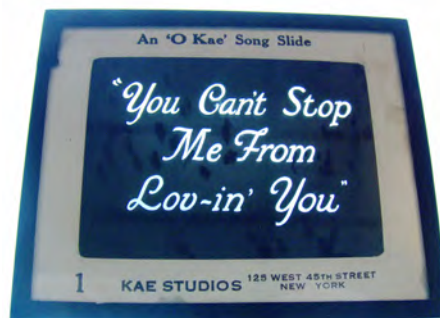 An 'O Kae' Song Slide
"You Can't Stop
Me From
Lov-in' You"
1 KAE STUDIOS 125 WEST 45TH STREET
NEW YORK